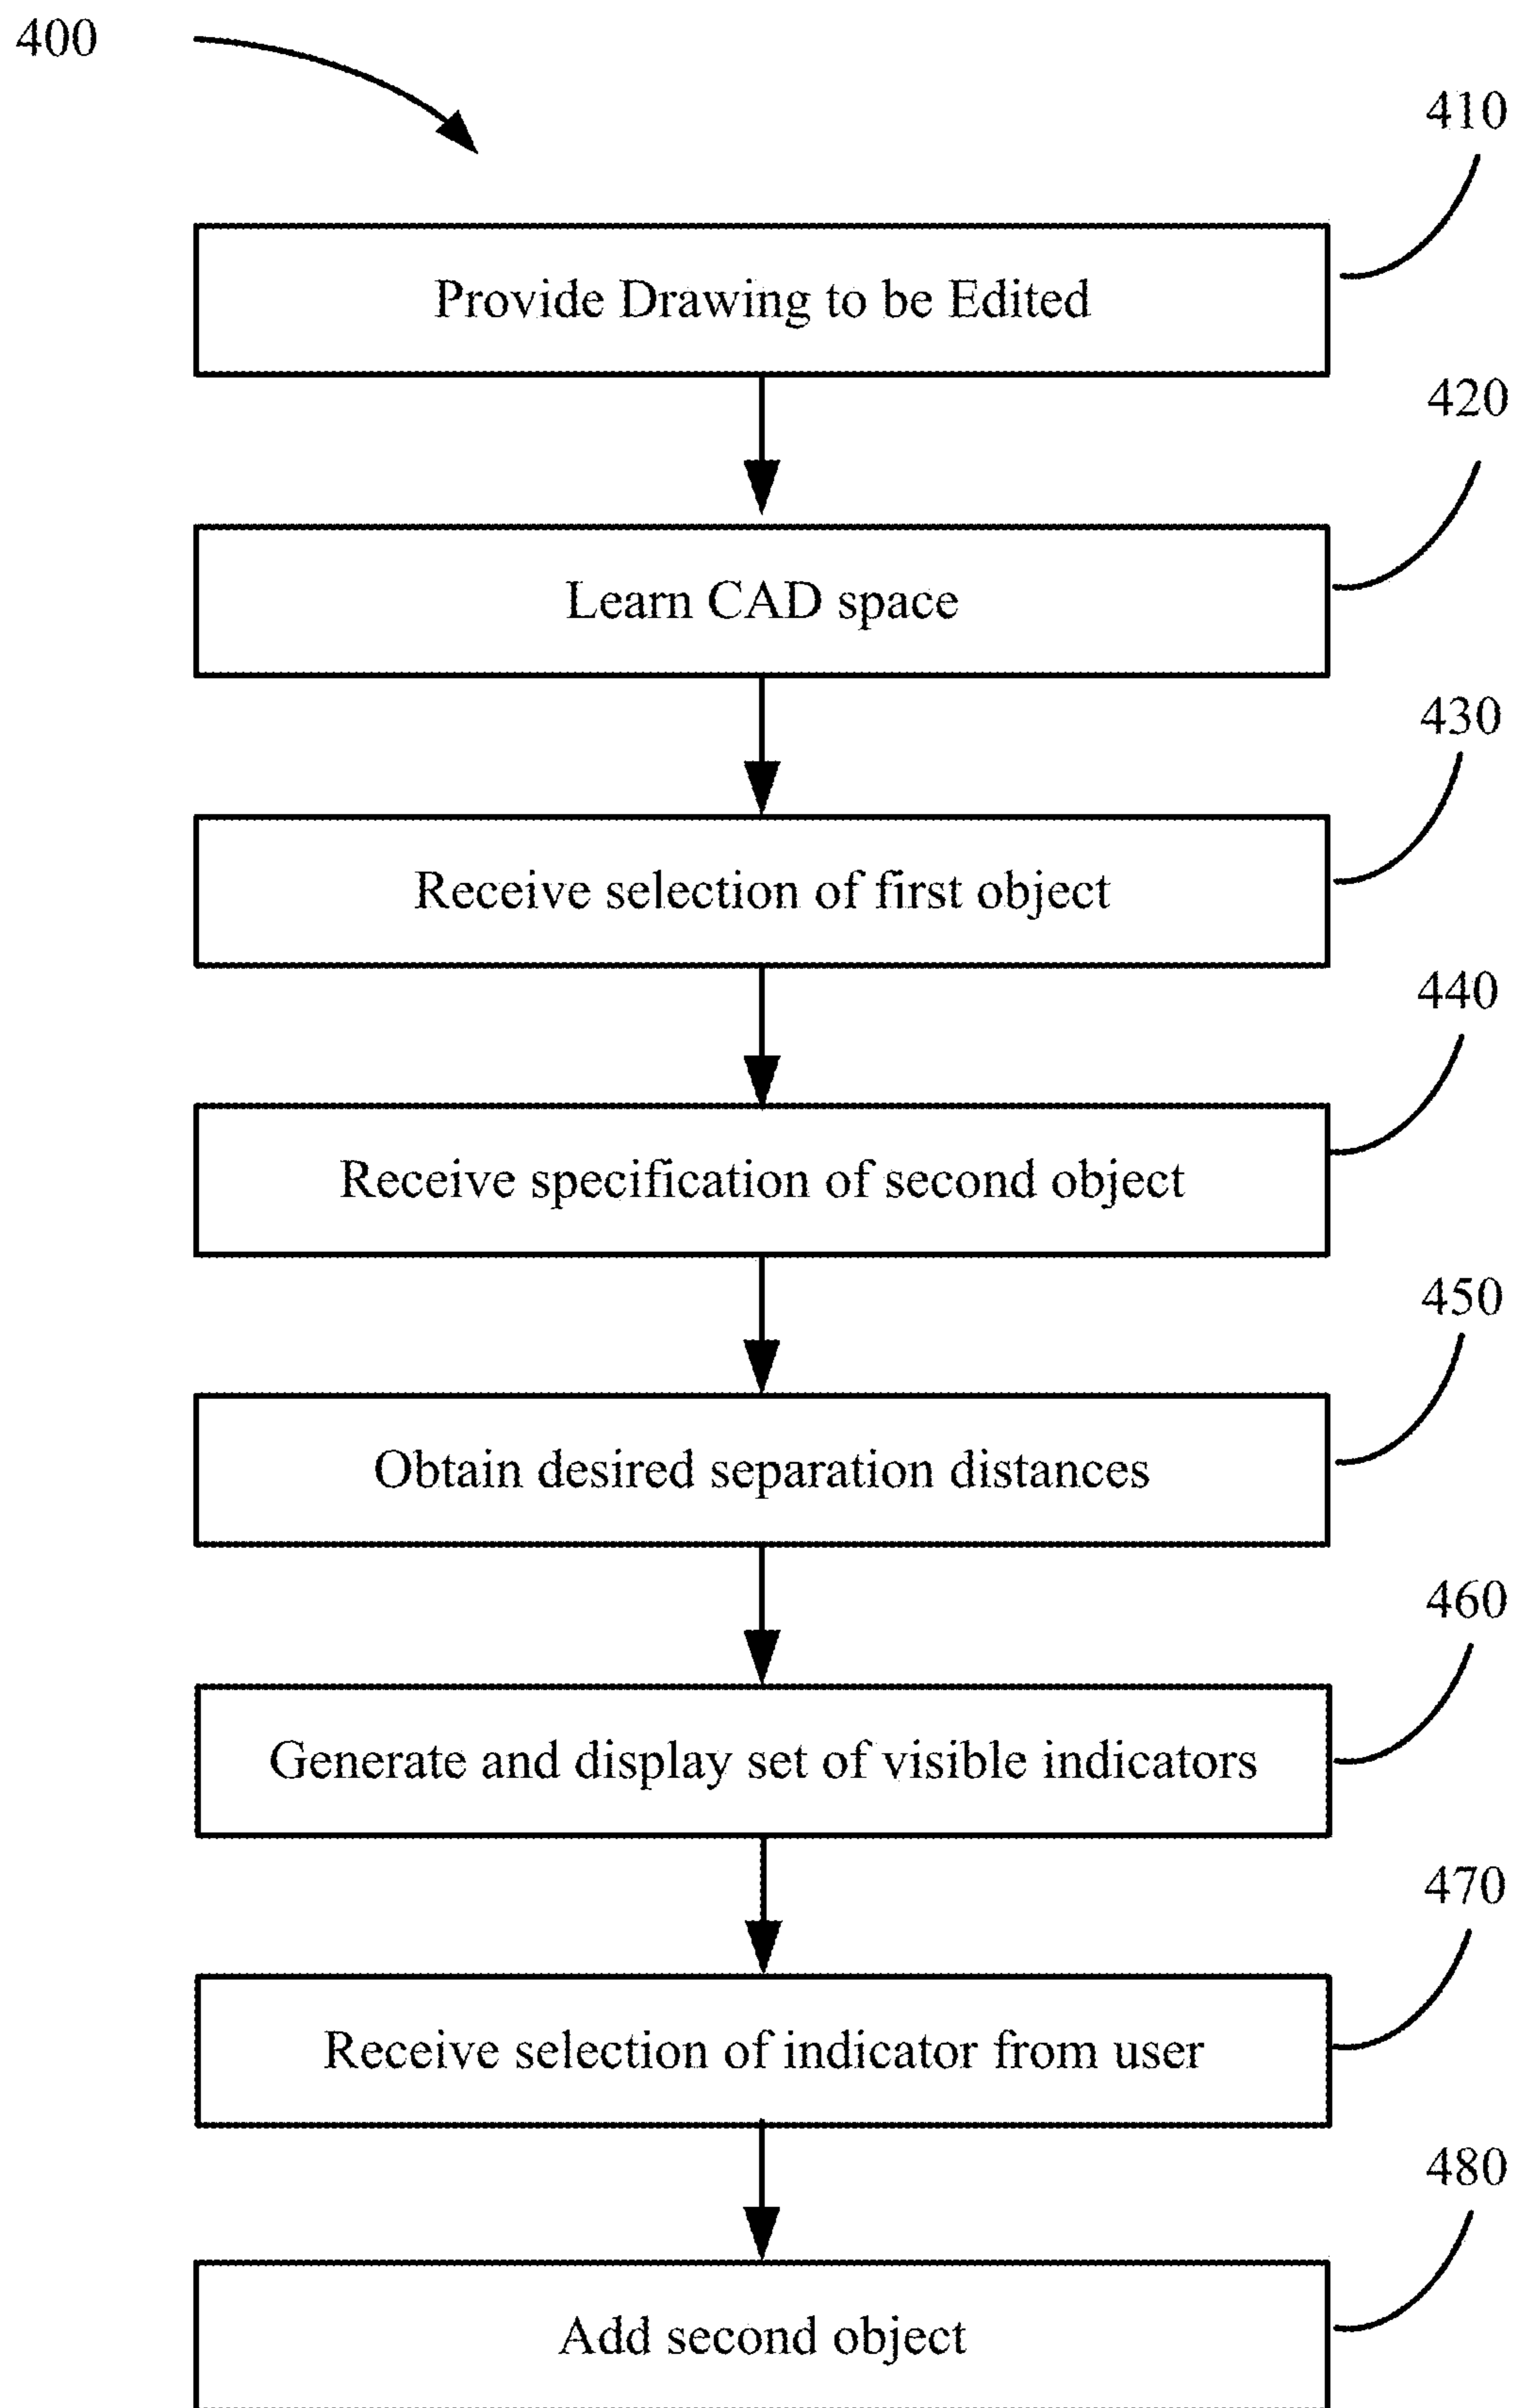 400
410
Provide Drawing to be Edited
420
Learn CAD space
430
Receive selection of first object
440
Receive specification of second object
450
Obtain desired separation distances
460
Generate and display set of visible indicators
470
Receive selection of indicator from user
480
Add second object